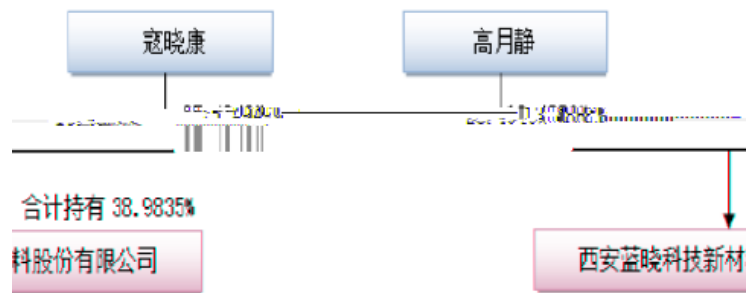 寇晓康
高月静
合计持有 38.9835%
料股份有限公司
西安蓝晓科技新材